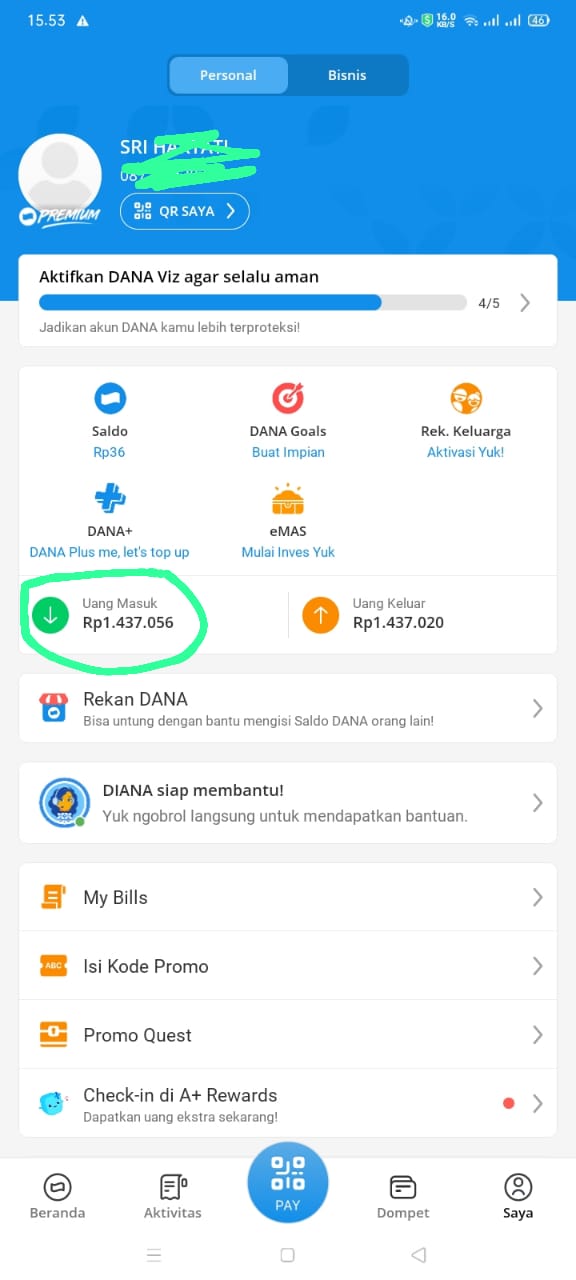 15.53
16.0
KB/S
46
Personal
Bisnis
SRI
PREMIUM
QR SAYA
Aktifkan DANA Viz agar selalu aman
4/5
Jadikan akun DANA kamu lebih terproteksi!
Saldo
Rp36
DANA Goals
Buat Impian
Rek. Keluarga
Aktivasi Yuk!
DANA+
DANA Plus me, let's top up
eMAS
Mulai Inves Yuk
Uang Masuk
Rp1.437.056
Uang Keluar
Rp1.437.020
Rekan DANA
Bisa untung dengan bantu mengisi Saldo DANA orang lain!
DIANA siap membantu!
Yuk ngobrol langsung untuk mendapatkan bantuan.
My Bills
ABC
Isi Kode Promo
Promo Quest
Check-in di A+ Rewards
Dapatkan uang ekstra sekarang!
Beranda
Aktivitas
PAY
Dompet
Saya